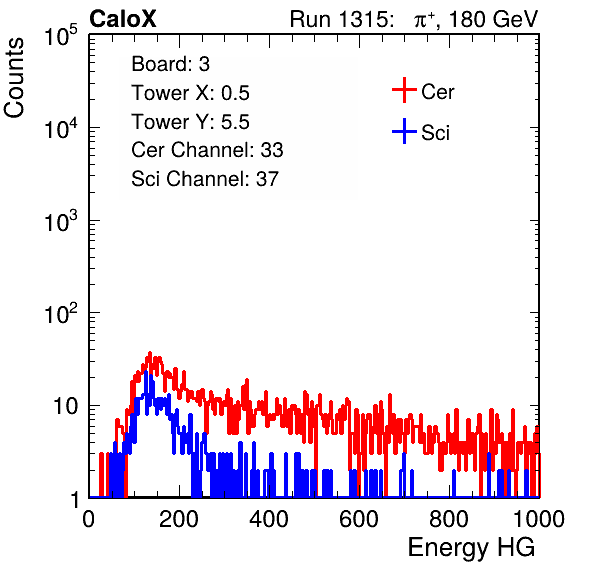 CaloX Run 1315: π⁺, 180 GeV
Counts
10⁵
10⁴
10³
10²
10
1
Board: 3
Tower X: 0.5
Tower Y: 5.5
Cer Channel: 33
Sci Channel: 37
Cer
Sci
0 200 400 600 800 1000
Energy HG